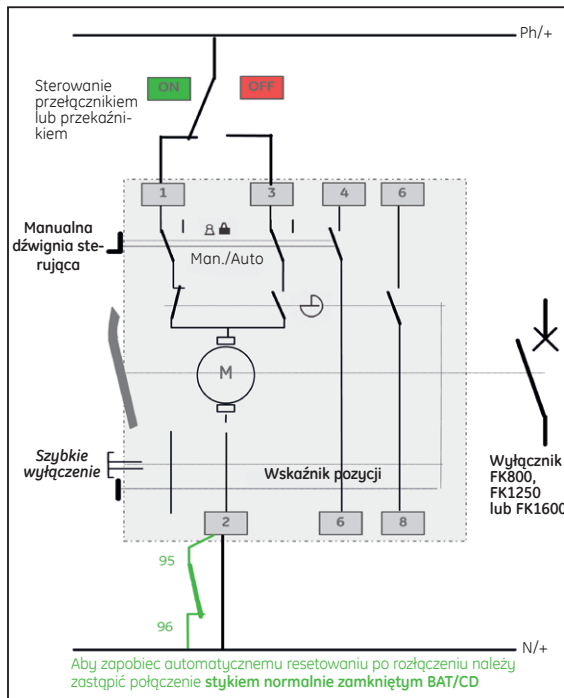 Ph/+
Sterowanie
przełącznikiem
lub przekaźni-
kiem
ON
OFF
1
3
4
6
Manualna
dźwignia ste-
rująca
Man./Auto
M
Szybkie
wyłączenie
Wskaźnik pozycji
Wyłącznik
FK800,
FK1250
lub FK1600
2
6
8
95
96
N/+
Aby zapobiec automatycznemu resetowaniu po rozłączeniu należy
zastąpić połączenie stykiem normalnie zamkniętym BAT/CD